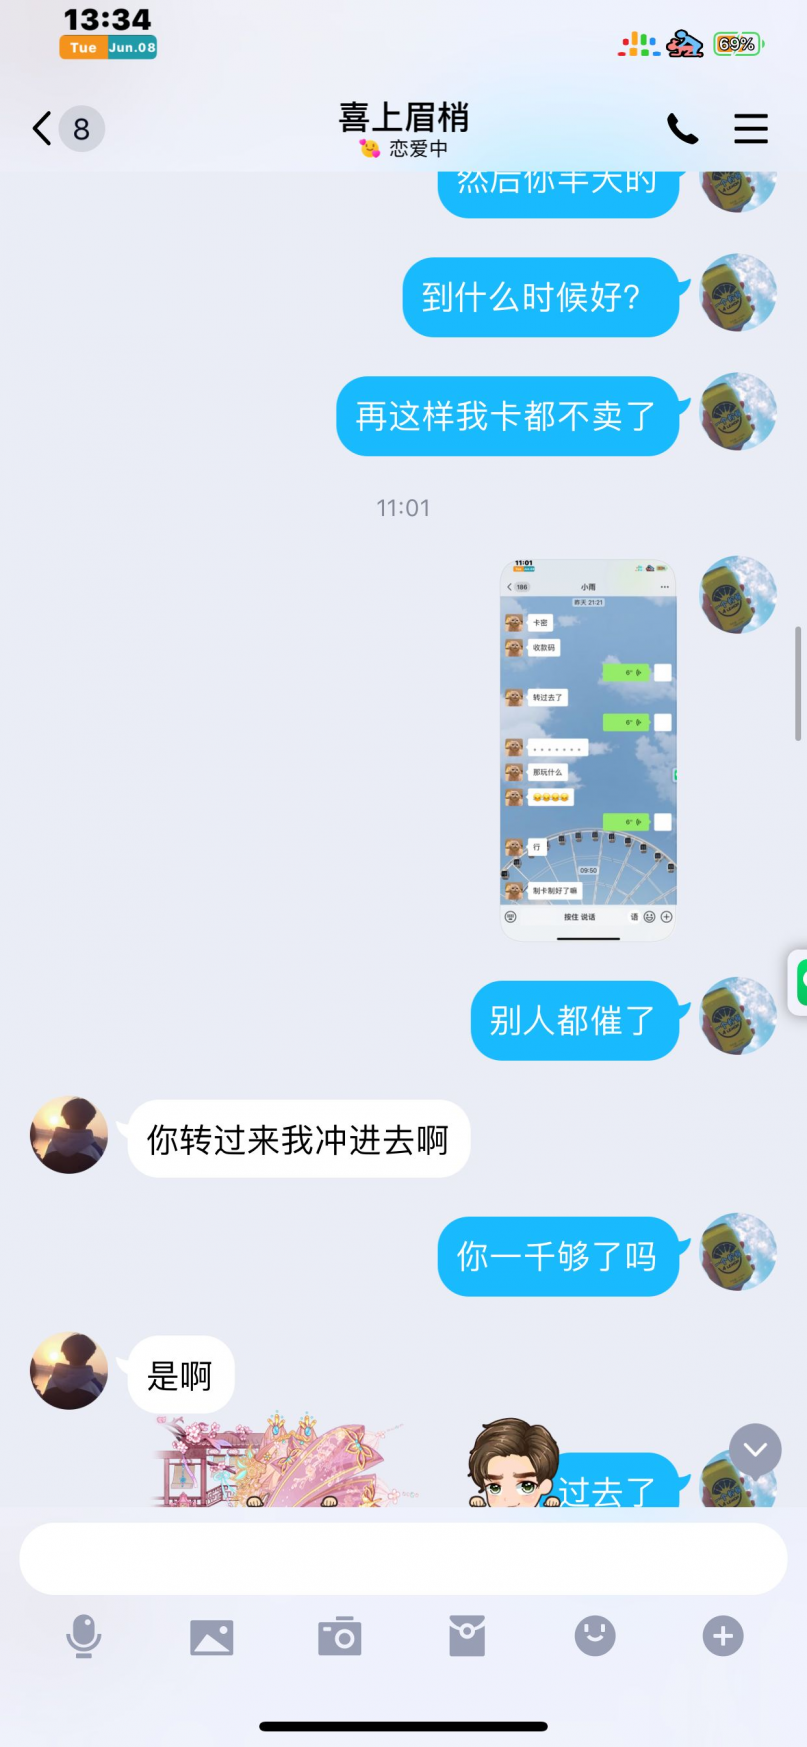 13:34
Tue Jun.08
69%
8
喜上眉梢
恋爱中
然后你半天的
到什么时候好?
再这样我卡都不卖了
11:01
11:01
186
小雨
昨天 21:21
卡密
收款码
6"
转过去了
6"
.......
那玩什么
6"
行
09:50
制卡制好了嘛
按住 说话
语
别人都催了
你转过来我冲进去啊
你一千够了吗
是啊
过去了